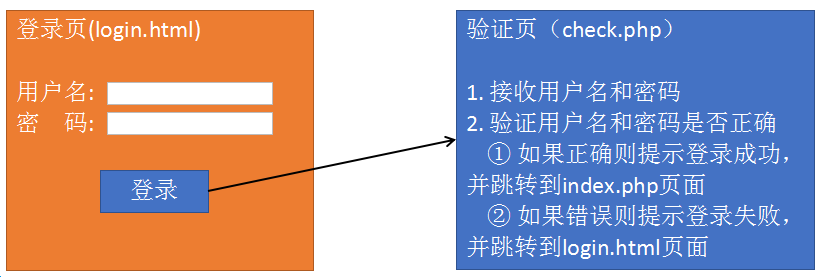 登录页(login.html)
用户名:
密 码:
登录
验证页（check.php）
1. 接收用户名和密码
2. 验证用户名和密码是否正确
① 如果正确则提示登录成功，
并跳转到index.php页面
② 如果错误则提示登录失败，
并跳转到login.html页面